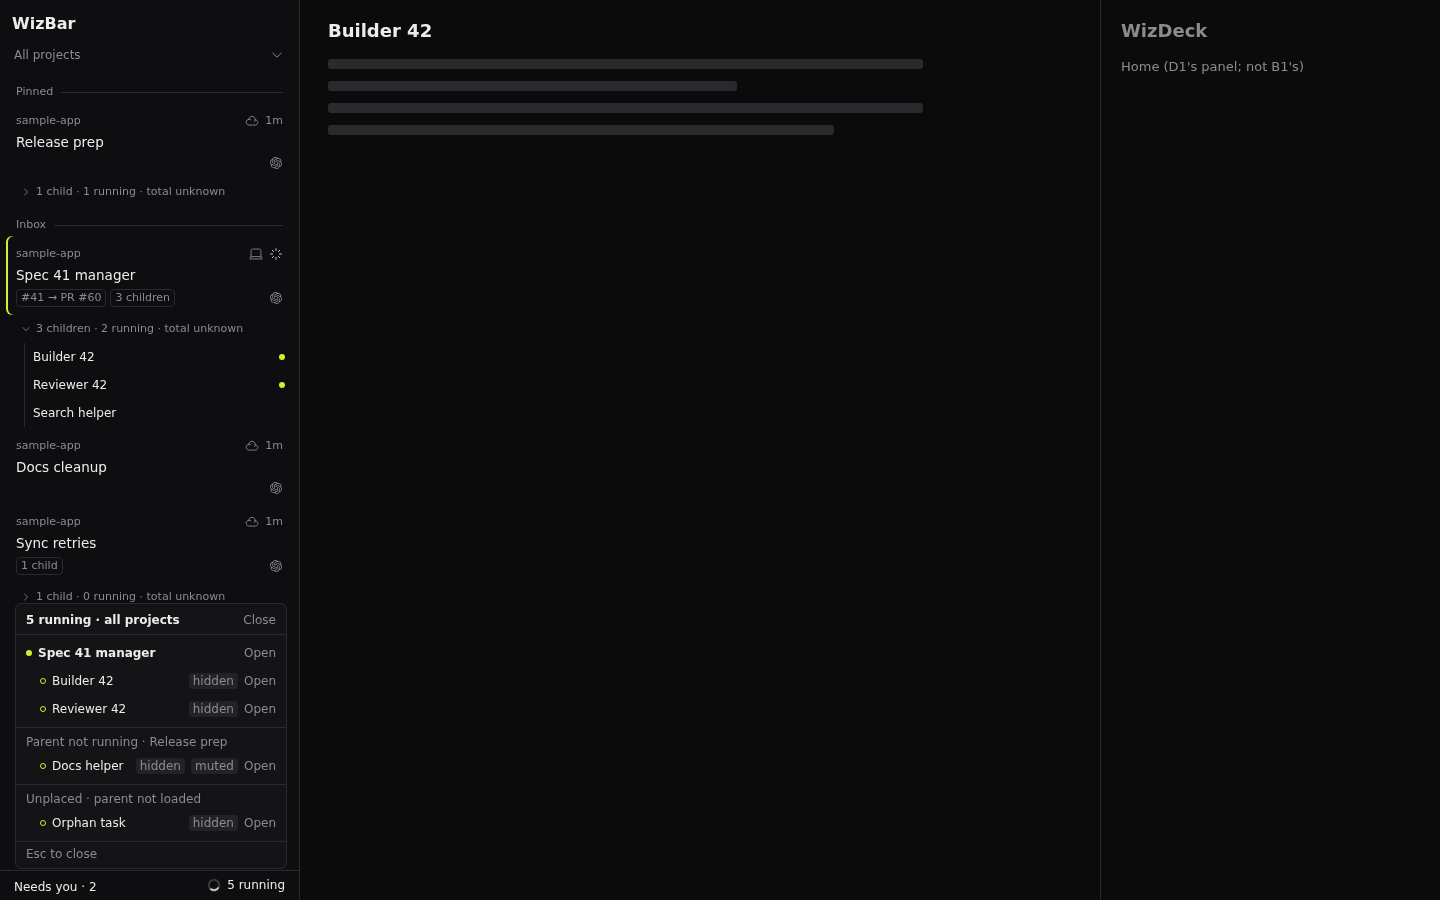 WizBar
All projects
Pinned
sample-app 1m
Release prep
1 child · 1 running · total unknown
Inbox
sample-app
Spec 41 manager
#41 → PR #60 3 children
3 children · 2 running · total unknown
Builder 42
Reviewer 42
Search helper
sample-app 1m
Docs cleanup
sample-app 1m
Sync retries
1 child
1 child · 0 running · total unknown
5 running · all projects Close
Spec 41 manager Open
Builder 42 hidden Open
Reviewer 42 hidden Open
Parent not running · Release prep
Docs helper hidden muted Open
Unplaced · parent not loaded
Orphan task hidden Open
Esc to close
Needs you · 2 5 running
Builder 42
WizDeck
Home (D1's panel; not B1's)